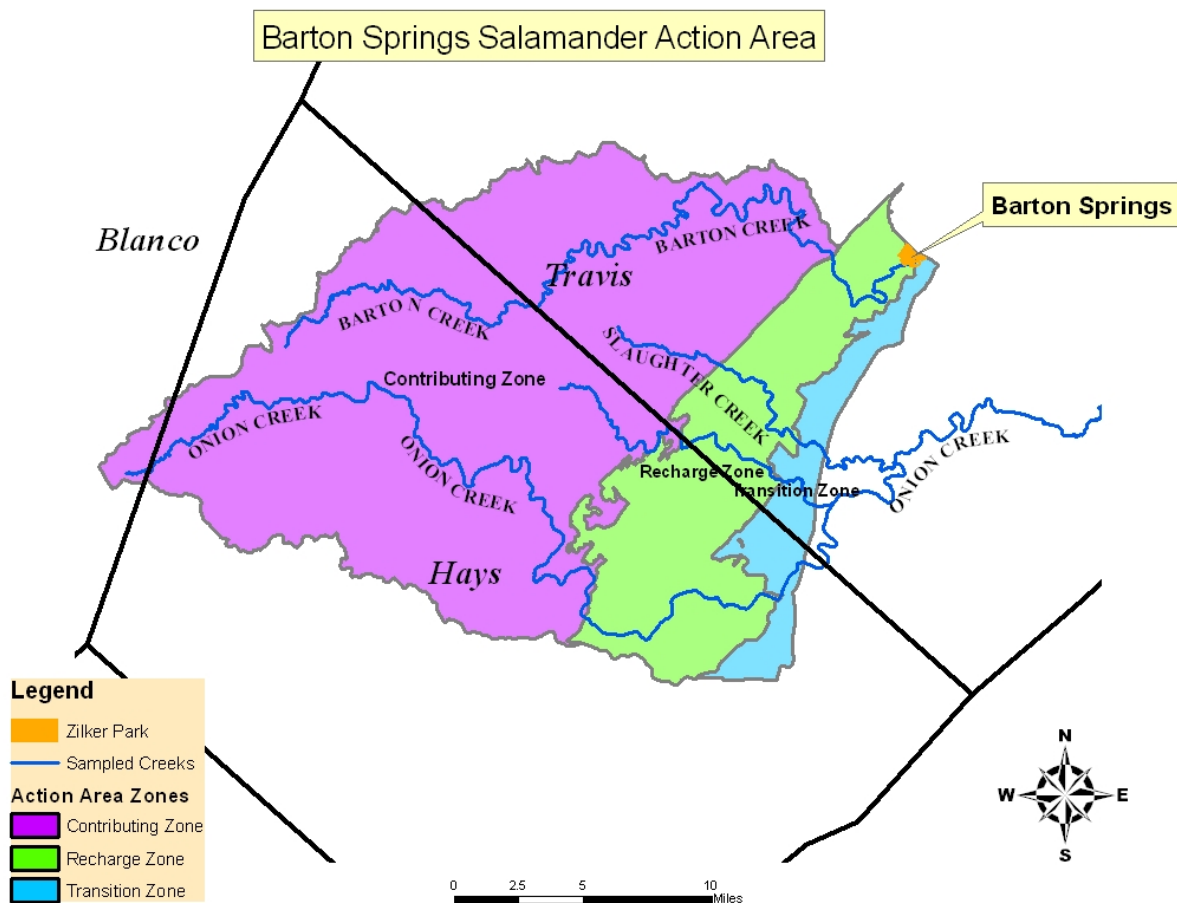 Barton Springs Salamander Action Area
Barton Springs
Blanco
BARTON CREEK
Travis
BARTON CREEK
SLAUGHTER CREEK
Contributing Zone
ONION CREEK
ONION CREEK
ONION CREEK
Recharge Zone
Transition Zone
Hays
Legend
Zilker Park
Sampled Creeks
Action Area Zones
Contributing Zone
Recharge Zone
Transition Zone
N
W E
S
0 2.5 5 10
Miles